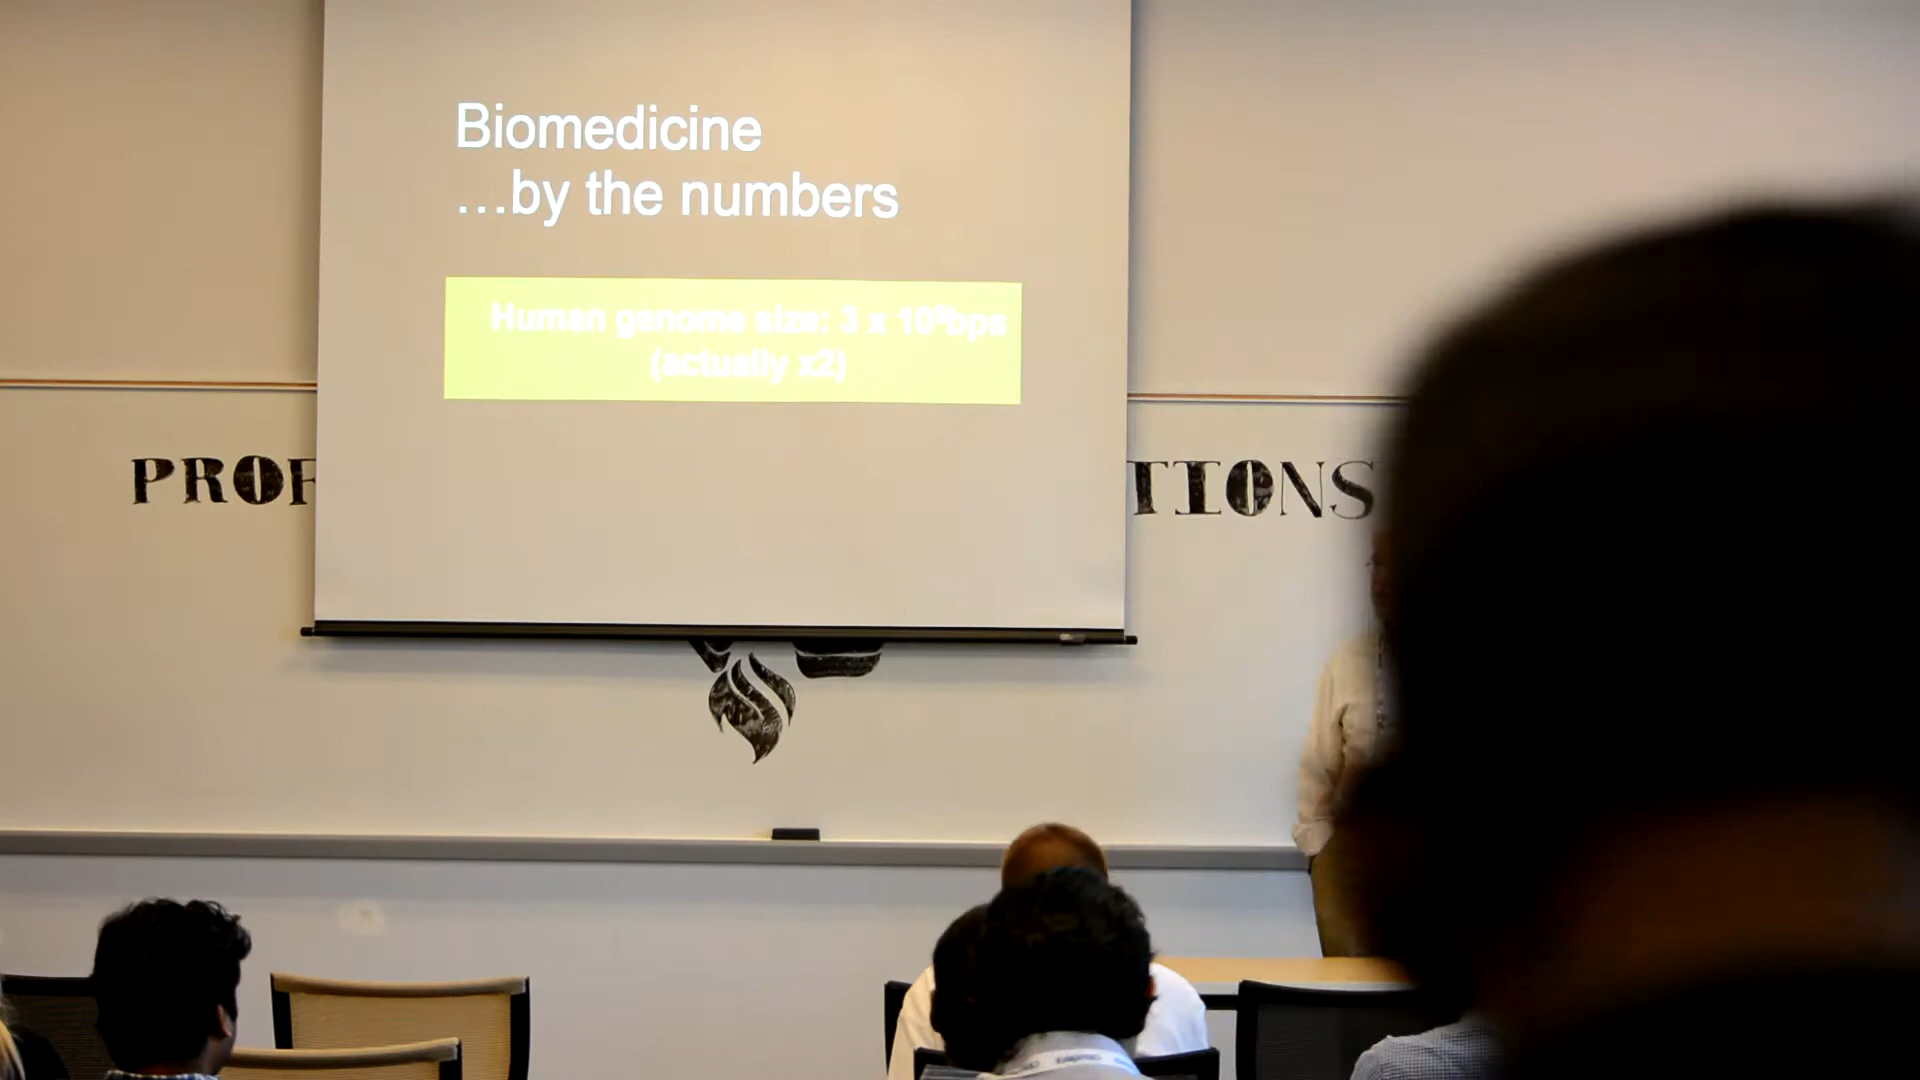 Biomedicine
…by the numbers
Human genome size: 3 x 10⁹bps
(actually x2)
PROF
TIONS